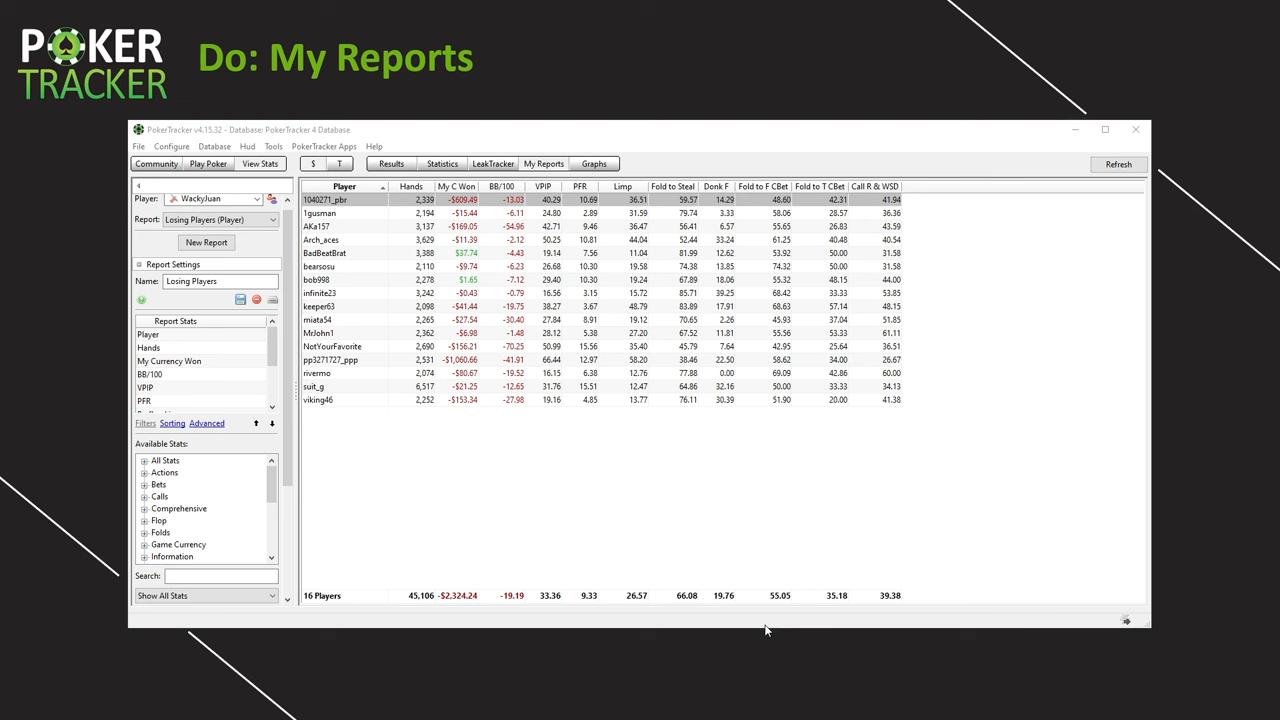 POKER
TRACKER
Do: My Reports
PokerTracker v4.15.32 - Database: PokerTracker 4 Database
File Configure Database Hud Tools PokerTracker Apps Help
Community Play Poker View Stats $ T Results Statistics LeakTracker My Reports Graphs Refresh
Player: WackyJuan
Report: Losing Players (Player)
New Report
Report Settings
Name: Losing Players
Report Stats
Player
Hands
My Currency Won
BB/100
VPIP
PFR
Filters Sorting Advanced
Available Stats:
All Stats
Actions
Bets
Calls
Comprehensive
Flop
Folds
Game Currency
Information
Search:
Show All Stats
Player Hands My C Won BB/100 VPIP PFR Limp Fold to Steal Donk F Fold to F CBet Fold to T CBet Call R & WSD
1040271_pbr 2,339 -$609.49 -13.03 40.29 10.69 36.51 59.57 14.29 48.60 42.31 41.94
1gusman 2,194 -$15.44 -6.11 24.80 2.89 31.59 79.74 3.33 58.06 28.57 36.36
AKa157 3,137 -$169.05 -54.96 42.71 9.46 36.47 56.41 6.57 55.65 26.83 43.59
Arch_aces 3,629 -$11.39 -2.12 50.25 10.81 44.04 52.44 33.24 61.25 40.48 40.54
BadBeatBrat 3,388 $37.74 -4.43 19.14 7.56 11.04 81.99 12.62 53.92 50.00 31.58
bearsosu 2,110 -$9.74 -6.23 26.68 10.30 19.58 74.38 13.85 74.32 50.00 31.58
bob998 2,278 $1.65 -7.12 29.40 10.31 19.24 67.89 18.06 55.32 48.15 44.00
infinite23 3,242 -$0.43 -0.79 16.56 3.15 15.72 85.71 39.25 68.42 33.33 53.85
keeper63 2,098 -$41.44 -19.75 38.27 3.67 48.79 83.89 17.91 68.63 57.14 48.15
miata54 2,265 -$27.54 -30.40 27.84 8.91 19.12 70.65 2.26 45.93 37.04 51.85
MrJohn1 2,362 -$6.98 -1.48 28.12 5.38 27.20 67.52 11.81 55.56 53.33 61.11
NotYourFavorite 2,690 -$156.21 -70.25 50.99 15.56 35.40 45.79 7.64 42.95 25.64 36.51
pp3271727_ppp 2,531 -$1,060.66 -41.91 66.44 12.97 58.20 38.46 22.50 58.62 34.00 26.67
rivermo 2,074 -$80.67 -19.52 16.15 6.38 12.76 77.88 0.00 69.09 42.86 60.00
suit_g 6,517 -$21.25 -12.65 31.76 15.51 12.47 64.86 32.16 50.00 33.33 34.13
viking46 2,252 -$153.34 -27.98 19.16 4.85 13.77 76.11 30.39 51.90 20.00 41.38
16 Players 45,106 -$2,324.24 -19.19 33.36 9.33 26.57 66.08 19.76 55.05 35.18 39.38